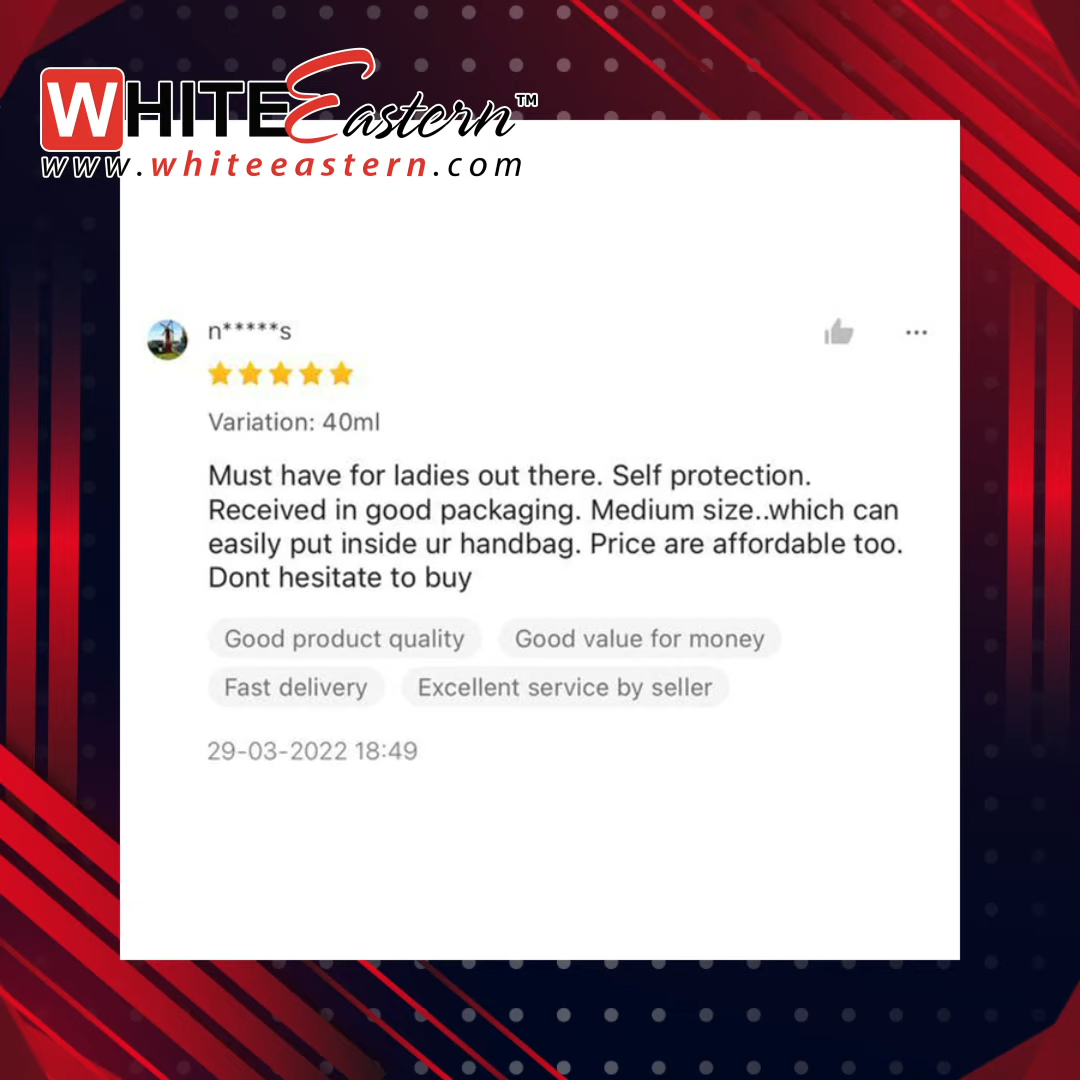 WHITEEastern™
www.whiteeastern.com
n*****s
Variation: 40ml
Must have for ladies out there. Self protection.
Received in good packaging. Medium size..which can
easily put inside ur handbag. Price are affordable too.
Dont hesitate to buy
Good product quality Good value for money
Fast delivery Excellent service by seller
29-03-2022 18:49